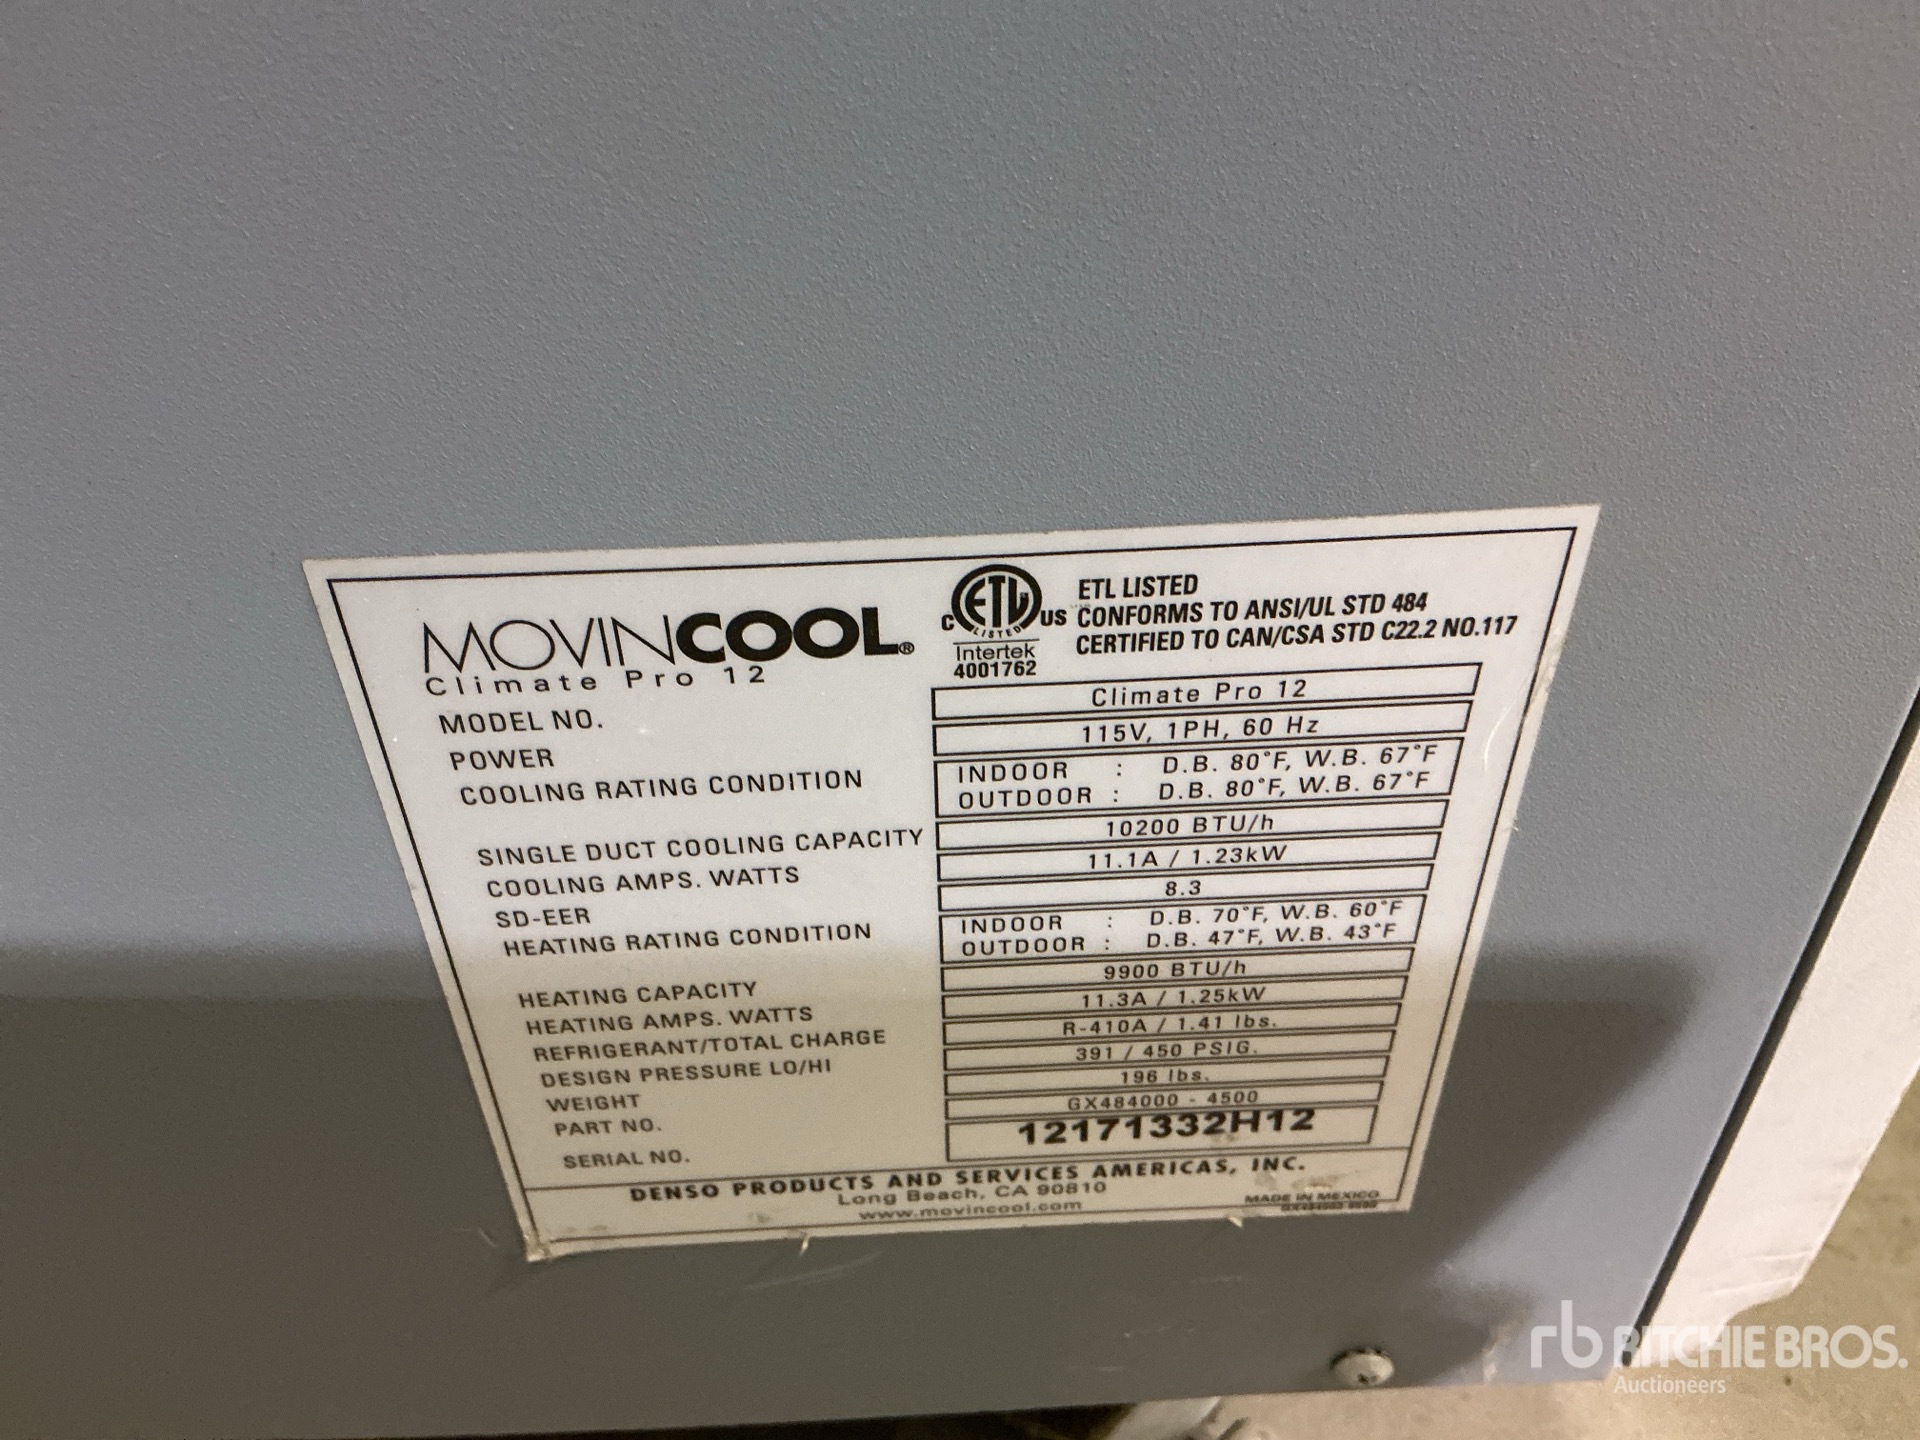 MOVINCOOL®
Climate Pro 12
C ETL LISTED US
Intertek
4001762
ETL LISTED
CONFORMS TO ANSI/UL STD 484
CERTIFIED TO CAN/CSA STD C22.2 NO.117
MODEL NO. Climate Pro 12
POWER 115V, 1PH, 60 Hz
COOLING RATING CONDITION INDOOR : D.B. 80°F, W.B. 67°F
OUTDOOR : D.B. 80°F, W.B. 67°F
SINGLE DUCT COOLING CAPACITY 10200 BTU/h
COOLING AMPS. WATTS 11.1A / 1.23kW
SD-EER 8.3
HEATING RATING CONDITION INDOOR : D.B. 70°F, W.B. 60°F
OUTDOOR : D.B. 47°F, W.B. 43°F
HEATING CAPACITY 9900 BTU/h
HEATING AMPS. WATTS 11.3A / 1.25kW
REFRIGERANT/TOTAL CHARGE R-410A / 1.41 lbs.
DESIGN PRESSURE LO/HI 391 / 450 PSIG.
WEIGHT 196 lbs.
PART NO. GX484000 - 4500
SERIAL NO. 12171332H12
DENSO PRODUCTS AND SERVICES AMERICAS, INC.
Long Beach, CA 90810
www.movincool.com
MADE IN MEXICO
rb RITCHIE BROS.
Auctioneers